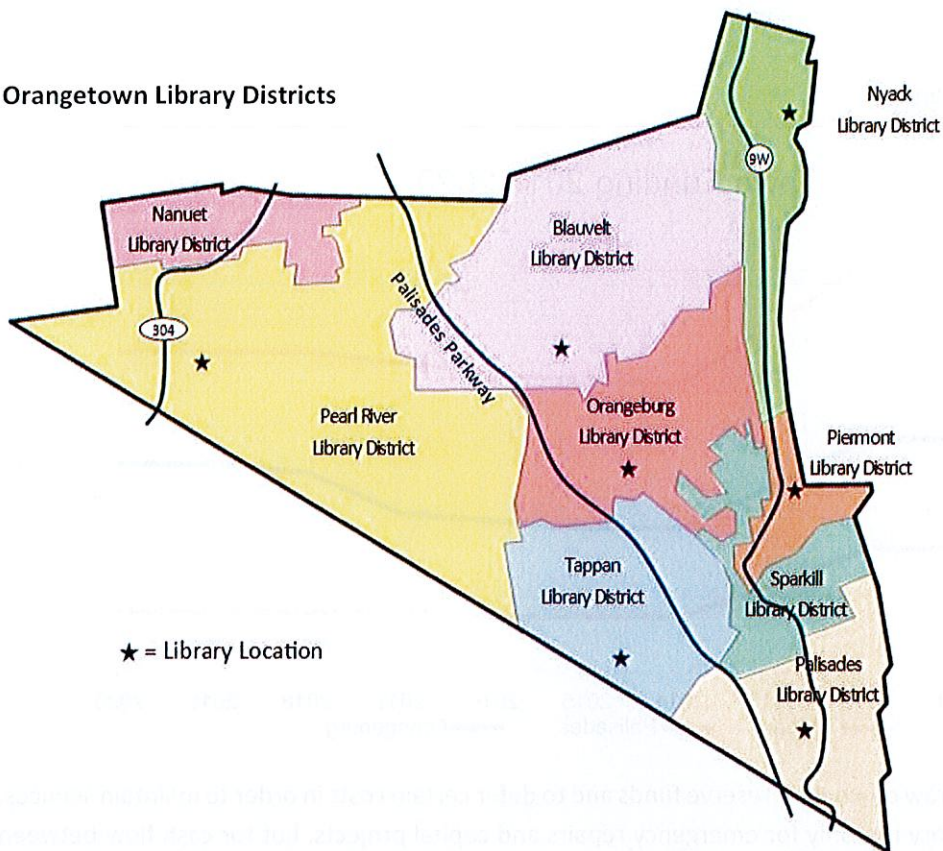 Orangetown Library Districts
Nyack
Library District
9W
Nanuet
Library District
Blauvelt
Library District
Palisades Parkway
304
Orangeburg
Library District
Pearl River
Library District
Piermont
Library District
Tappan
Library District
Sparkill
Library District
★ = Library Location
Palisades
Library District